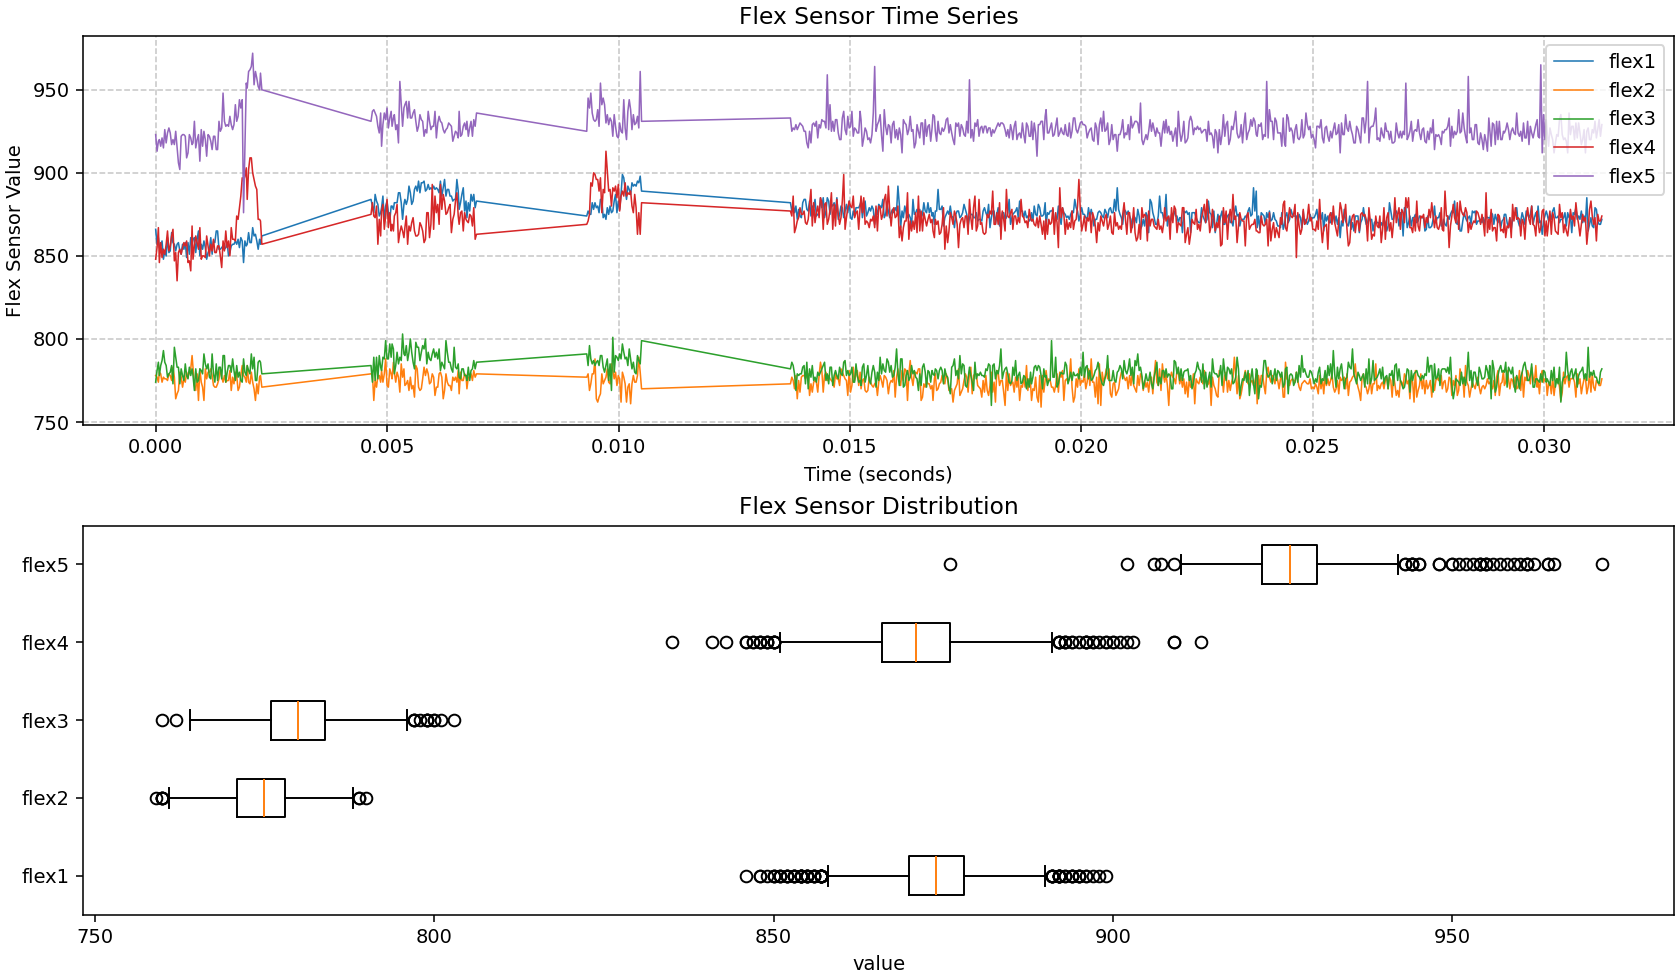 Flex Sensor Time Series
Flex Sensor Value
950
900
850
800
750
flex1
flex2
flex3
flex4
flex5
0.000 0.005 0.010 0.015 0.020 0.025 0.030
Time (seconds)
Flex Sensor Distribution
flex5
flex4
flex3
flex2
flex1
750 800 850 900 950
value